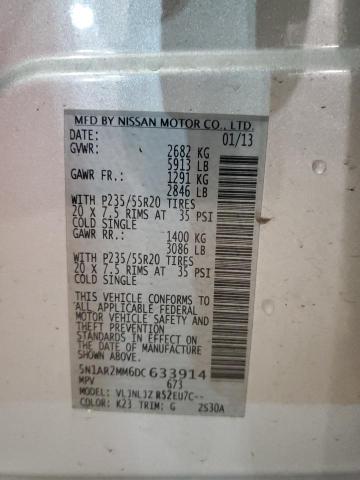 MFD BY NISSAN MOTOR CO., LTD.
DATE: 01/13
GVWR: 2682 KG
5913 LB
GAWR FR.: 1291 KG
2846 LB
WITH P235/55R20 TIRES
20 X 7.5 RIMS AT 35 PSI
COLD SINGLE
GAWR RR.: 1400 KG
3086 LB
WITH P235/55R20 TIRES
20 X 7.5 RIMS AT 35 PSI
COLD SINGLE
THIS VEHICLE CONFORMS TO
ALL APPLICABLE FEDERAL
MOTOR VEHICLE SAFETY AND
THEFT PREVENTION
STANDARDS IN EFFECT ON
THE DATE OF MANUFACTURE
SHOWN ABOVE.
5N1AR2MM6DC633914
MPV 673
MODEL: R52EU7C--
COLOR: K23 TRIM: G 2S30A